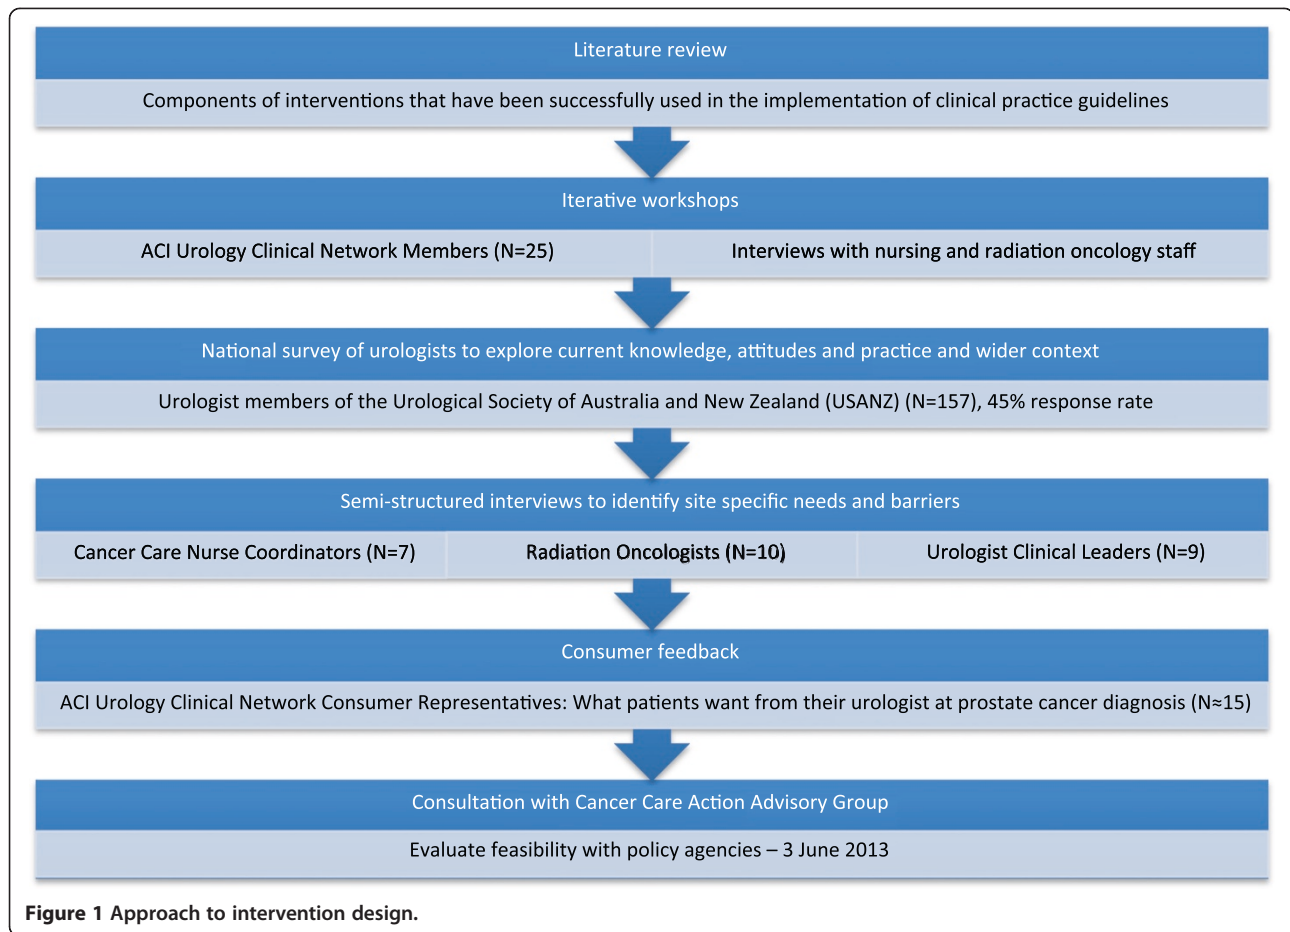 Literature review
Components of interventions that have been successfully used in the implementation of clinical practice guidelines
Iterative workshops
ACI Urology Clinical Network Members (N=25)
Interviews with nursing and radiation oncology staff
National survey of urologists to explore current knowledge, attitudes and practice and wider context
Urologist members of the Urological Society of Australia and New Zealand (USANZ) (N=157), 45% response rate
Semi-structured interviews to identify site specific needs and barriers
Cancer Care Nurse Coordinators (N=7)
Radiation Oncologists (N=10)
Urologist Clinical Leaders (N=9)
Consumer feedback
ACI Urology Clinical Network Consumer Representatives: What patients want from their urologist at prostate cancer diagnosis (N≈15)
Consultation with Cancer Care Action Advisory Group
Evaluate feasibility with policy agencies – 3 June 2013
Figure 1 Approach to intervention design.